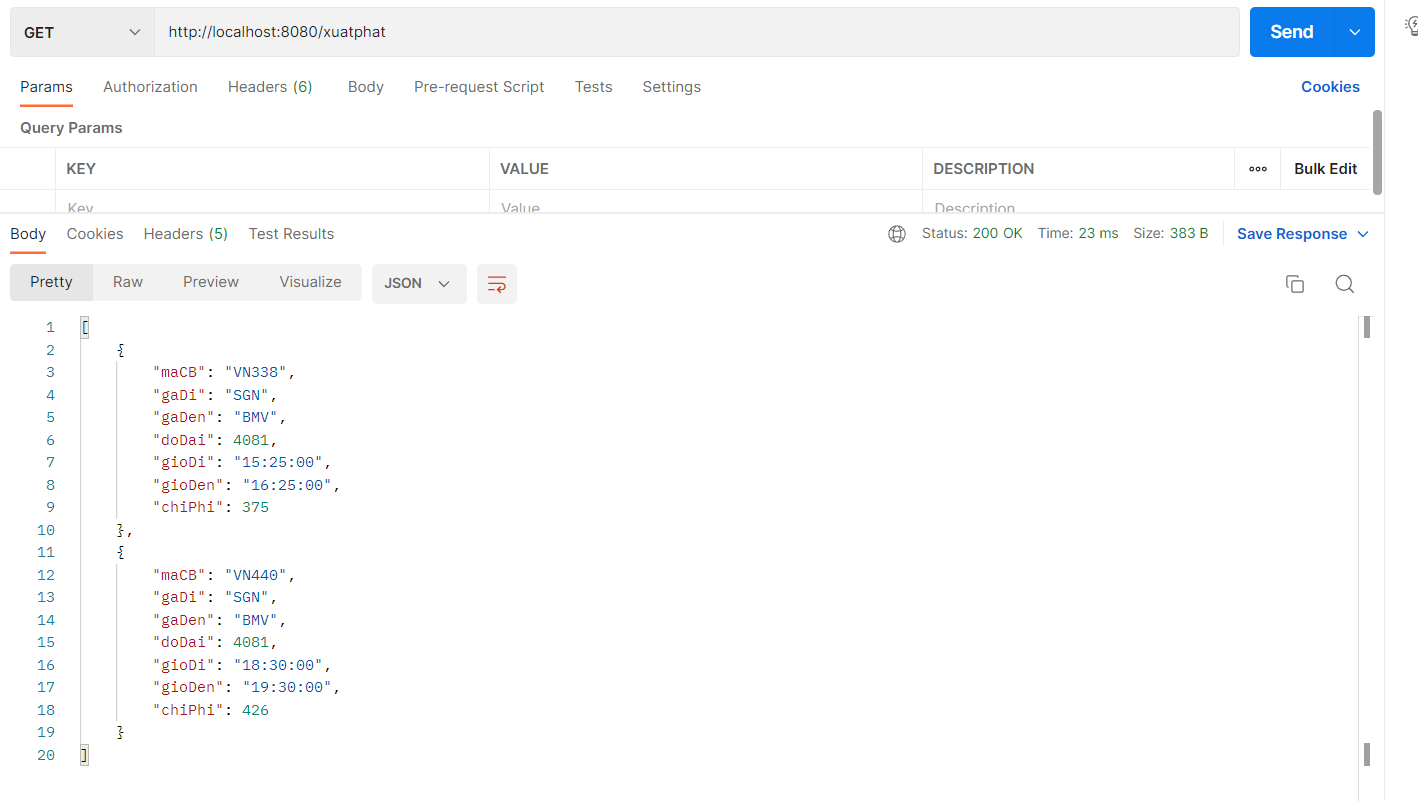 GET http://localhost:8080/xuatphat Send
Params Authorization Headers (6) Body Pre-request Script Tests Settings Cookies
Query Params
KEY VALUE DESCRIPTION ooo Bulk Edit
Key Value Description
Body Cookies Headers (5) Test Results Status: 200 OK Time: 23 ms Size: 383 B Save Response
Pretty Raw Preview Visualize JSON
1 [
2 {
3 "maCB": "VN338",
4 "gaDi": "SGN",
5 "gaDen": "BMV",
6 "doDai": 4081,
7 "gioDi": "15:25:00",
8 "gioDen": "16:25:00",
9 "chiPhi": 375
10 },
11 {
12 "maCB": "VN440",
13 "gaDi": "SGN",
14 "gaDen": "BMV",
15 "doDai": 4081,
16 "gioDi": "18:30:00",
17 "gioDen": "19:30:00",
18 "chiPhi": 426
19 }
20 ]